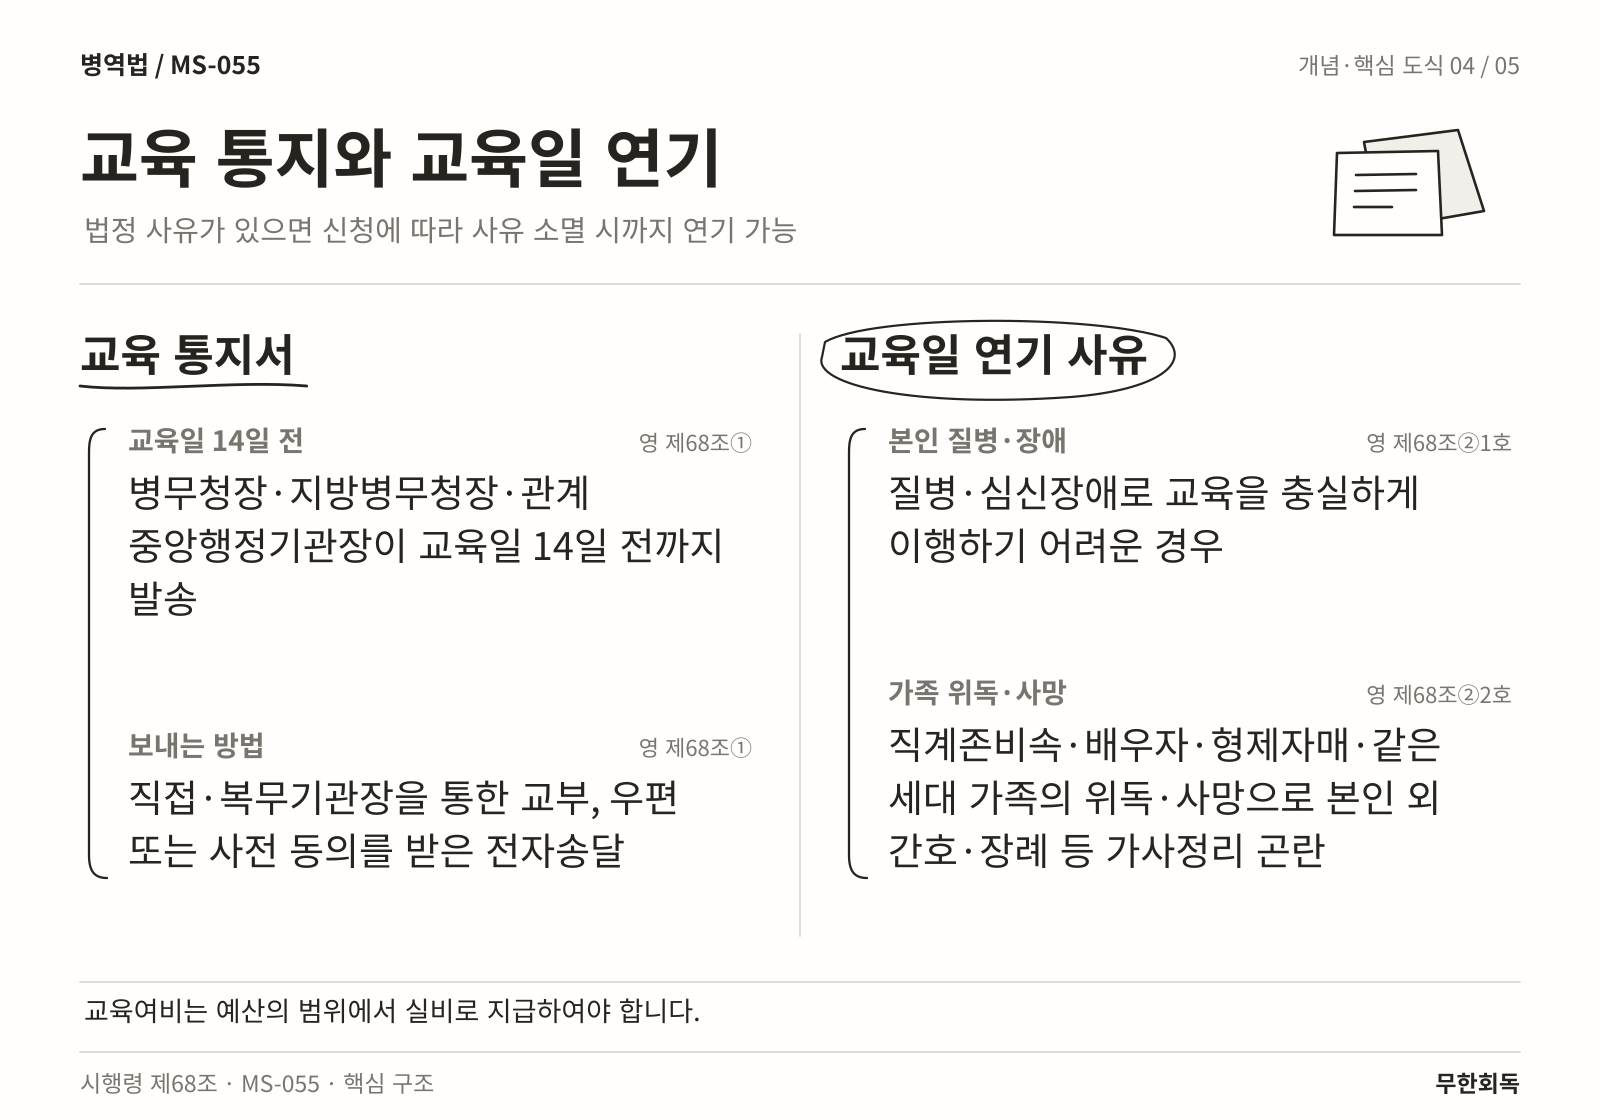 병역법 / MS-055
개념·핵심 도식 04 / 05
교육 통지와 교육일 연기
법정 사유가 있으면 신청에 따라 사유 소멸 시까지 연기 가능
교육 통지서
교육일 14일 전
영 제68조①
병무청장·지방병무청장·관계
중앙행정기관장이 교육일 14일 전까지
발송
보내는 방법
영 제68조①
직접·복무기관장을 통한 교부, 우편
또는 사전 동의를 받은 전자송달
교육일 연기 사유
본인 질병·장애
영 제68조②1호
질병·심신장애로 교육을 충실하게
이행하기 어려운 경우
가족 위독·사망
영 제68조②2호
직계존비속·배우자·형제자매·같은
세대 가족의 위독·사망으로 본인 외
간호·장례 등 가사정리 곤란
교육여비는 예산의 범위에서 실비로 지급하여야 합니다.
시행령 제68조 · MS-055 · 핵심 구조
무한회독